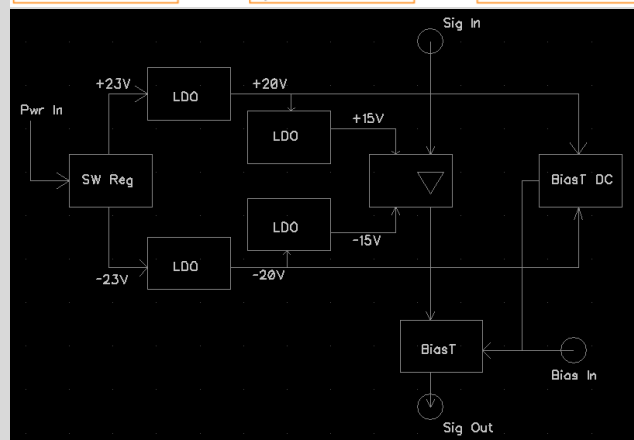 Sig In
+23V
LDO
+20V
Pwr In
LDO
+15V
SW Reg
BiasT DC
LDO
-15V
LDO
-23V
-20V
BiasT
Bias In
Sig Out